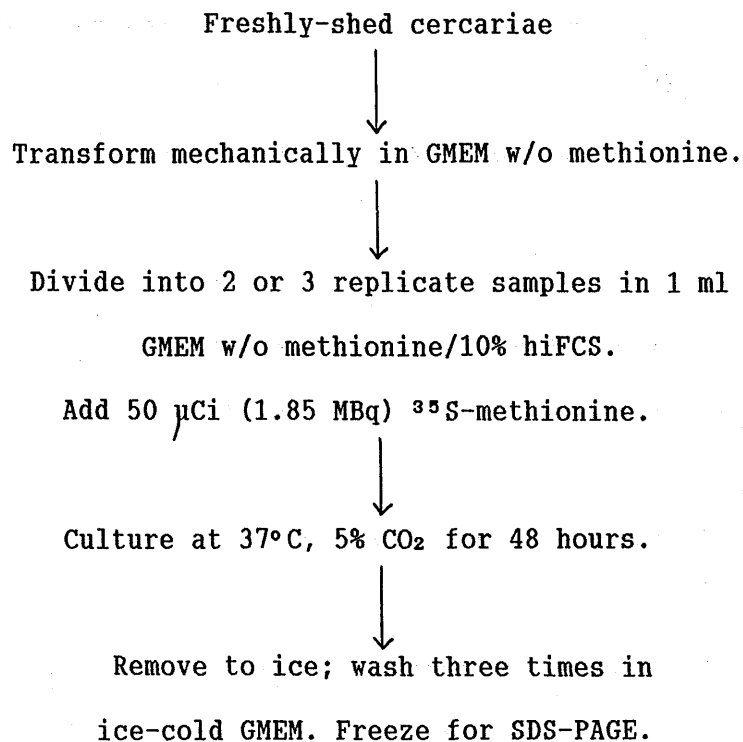 Freshly-shed cercariae
Transform mechanically in GMEM w/o methionine.
Divide into 2 or 3 replicate samples in 1 ml
GMEM w/o methionine/10% hiFCS.
Add 50 μCi (1.85 MBq) ³⁵S-methionine.
Culture at 37°C, 5% CO₂ for 48 hours.
Remove to ice; wash three times in
ice-cold GMEM. Freeze for SDS-PAGE.